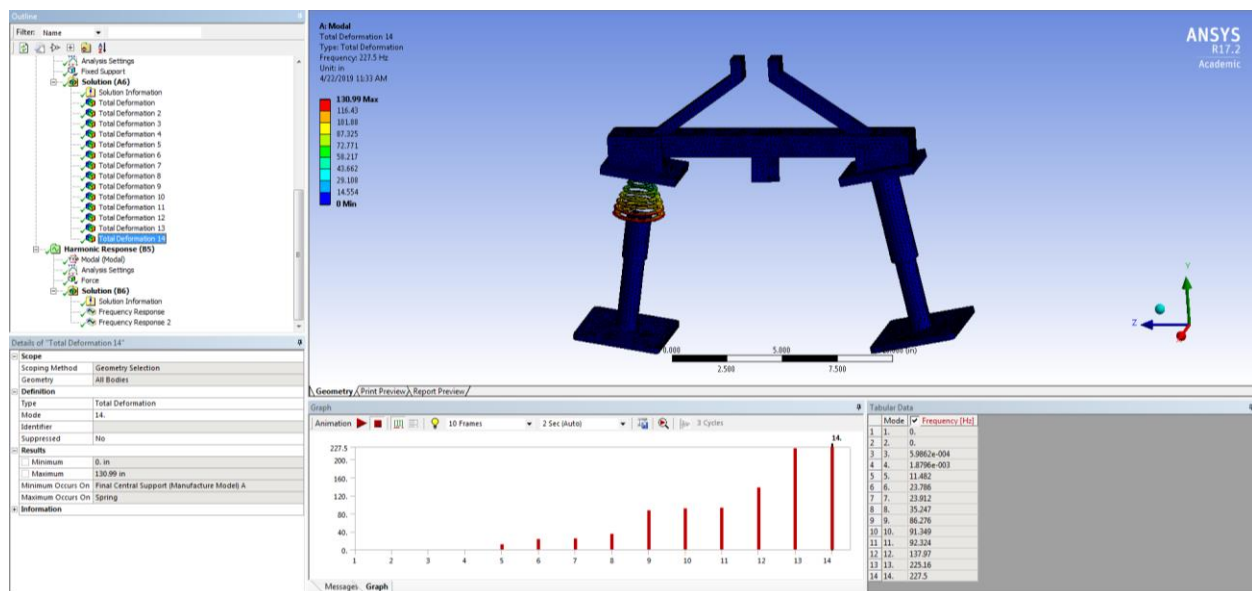 Outline
Filter: Name
Analysis Settings
Fixed Support
Solution (A6)
Solution Information
Total Deformation
Total Deformation 2
Total Deformation 3
Total Deformation 4
Total Deformation 5
Total Deformation 6
Total Deformation 7
Total Deformation 8
Total Deformation 9
Total Deformation 10
Total Deformation 11
Total Deformation 12
Total Deformation 13
Total Deformation 14
Harmonic Response (B5)
Modal (Modal)
Analysis Settings
Force
Solution (B6)
Solution Information
Frequency Response
Frequency Response 2
Details of "Total Deformation 14"
Scope
Scoping Method Geometry Selection
Geometry All Bodies
Definition
Type Total Deformation
Mode 14.
Identifier
Suppressed No
Results
Minimum 0. in
Maximum 130.99 in
Minimum Occurs On Final Central Support (Manufacture Model) A
Maximum Occurs On Spring
Information
A: Modal
Total Deformation 14
Type: Total Deformation
Frequency: 227.5 Hz
Unit: in
4/22/2019 11:33 AM
130.99 Max
116.43
101.88
87.325
72.771
58.217
43.662
29.108
14.554
0 Min
ANSYS
R17.2
Academic
Y
Z
0.000 5.000 (in)
2.500 7.500
Geometry Print Preview Report Preview
Graph
Animation 10 Frames 2 Sec (Auto) 3 Cycles
14.
227.5
200.
160.
120.
80.
40.
0.
1 2 3 4 5 6 7 8 9 10 11 12 13 14
Messages Graph
Tabular Data
Mode Frequency [Hz]
1 1. 0.
2 2. 0.
3 3. 5.9862e-004
4 4. 1.8796e-003
5 5. 11.482
6 6. 23.786
7 7. 23.912
8 8. 35.247
9 9. 86.276
10 10. 91.349
11 11. 92.324
12 12. 137.97
13 13. 225.16
14 14. 227.5